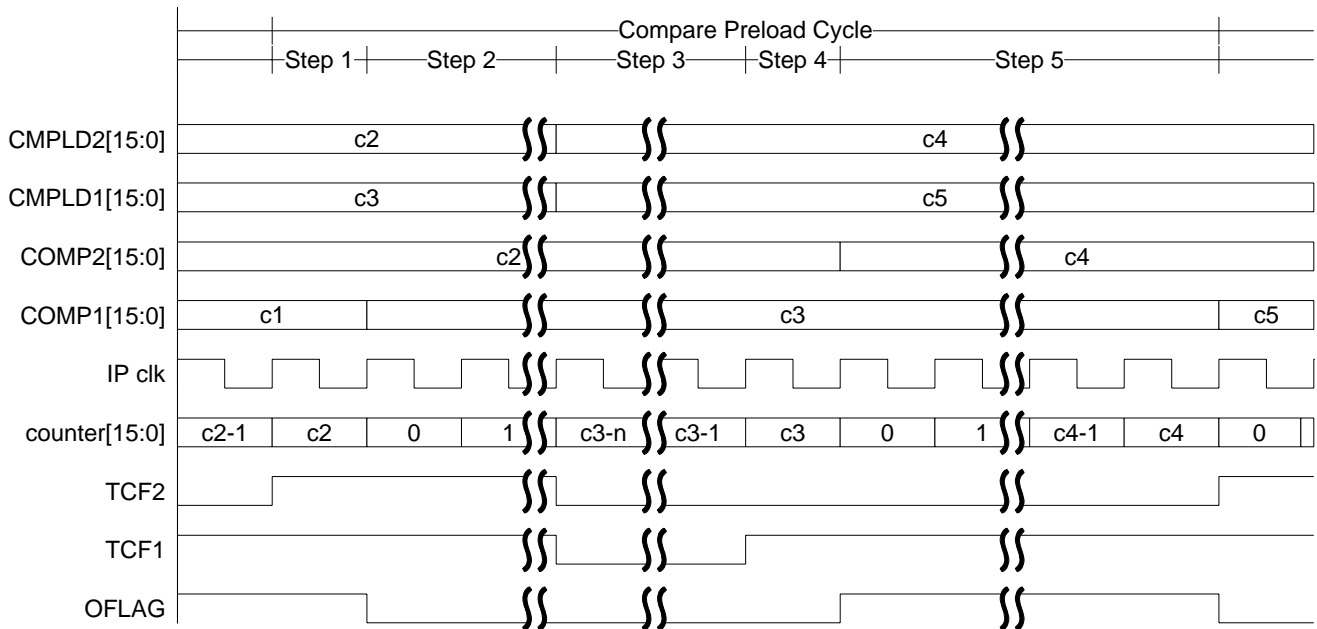 Compare Preload Cycle
Step 1 Step 2 Step 3 Step 4 Step 5
CMPLD2[15:0] c2 c4
CMPLD1[15:0] c3 c5
COMP2[15:0] c2 c4
COMP1[15:0] c1 c3 c5
IP clk
counter[15:0] c2-1 c2 0 1 c3-n c3-1 c3 0 1 c4-1 c4 0
TCF2
TCF1
OFLAG